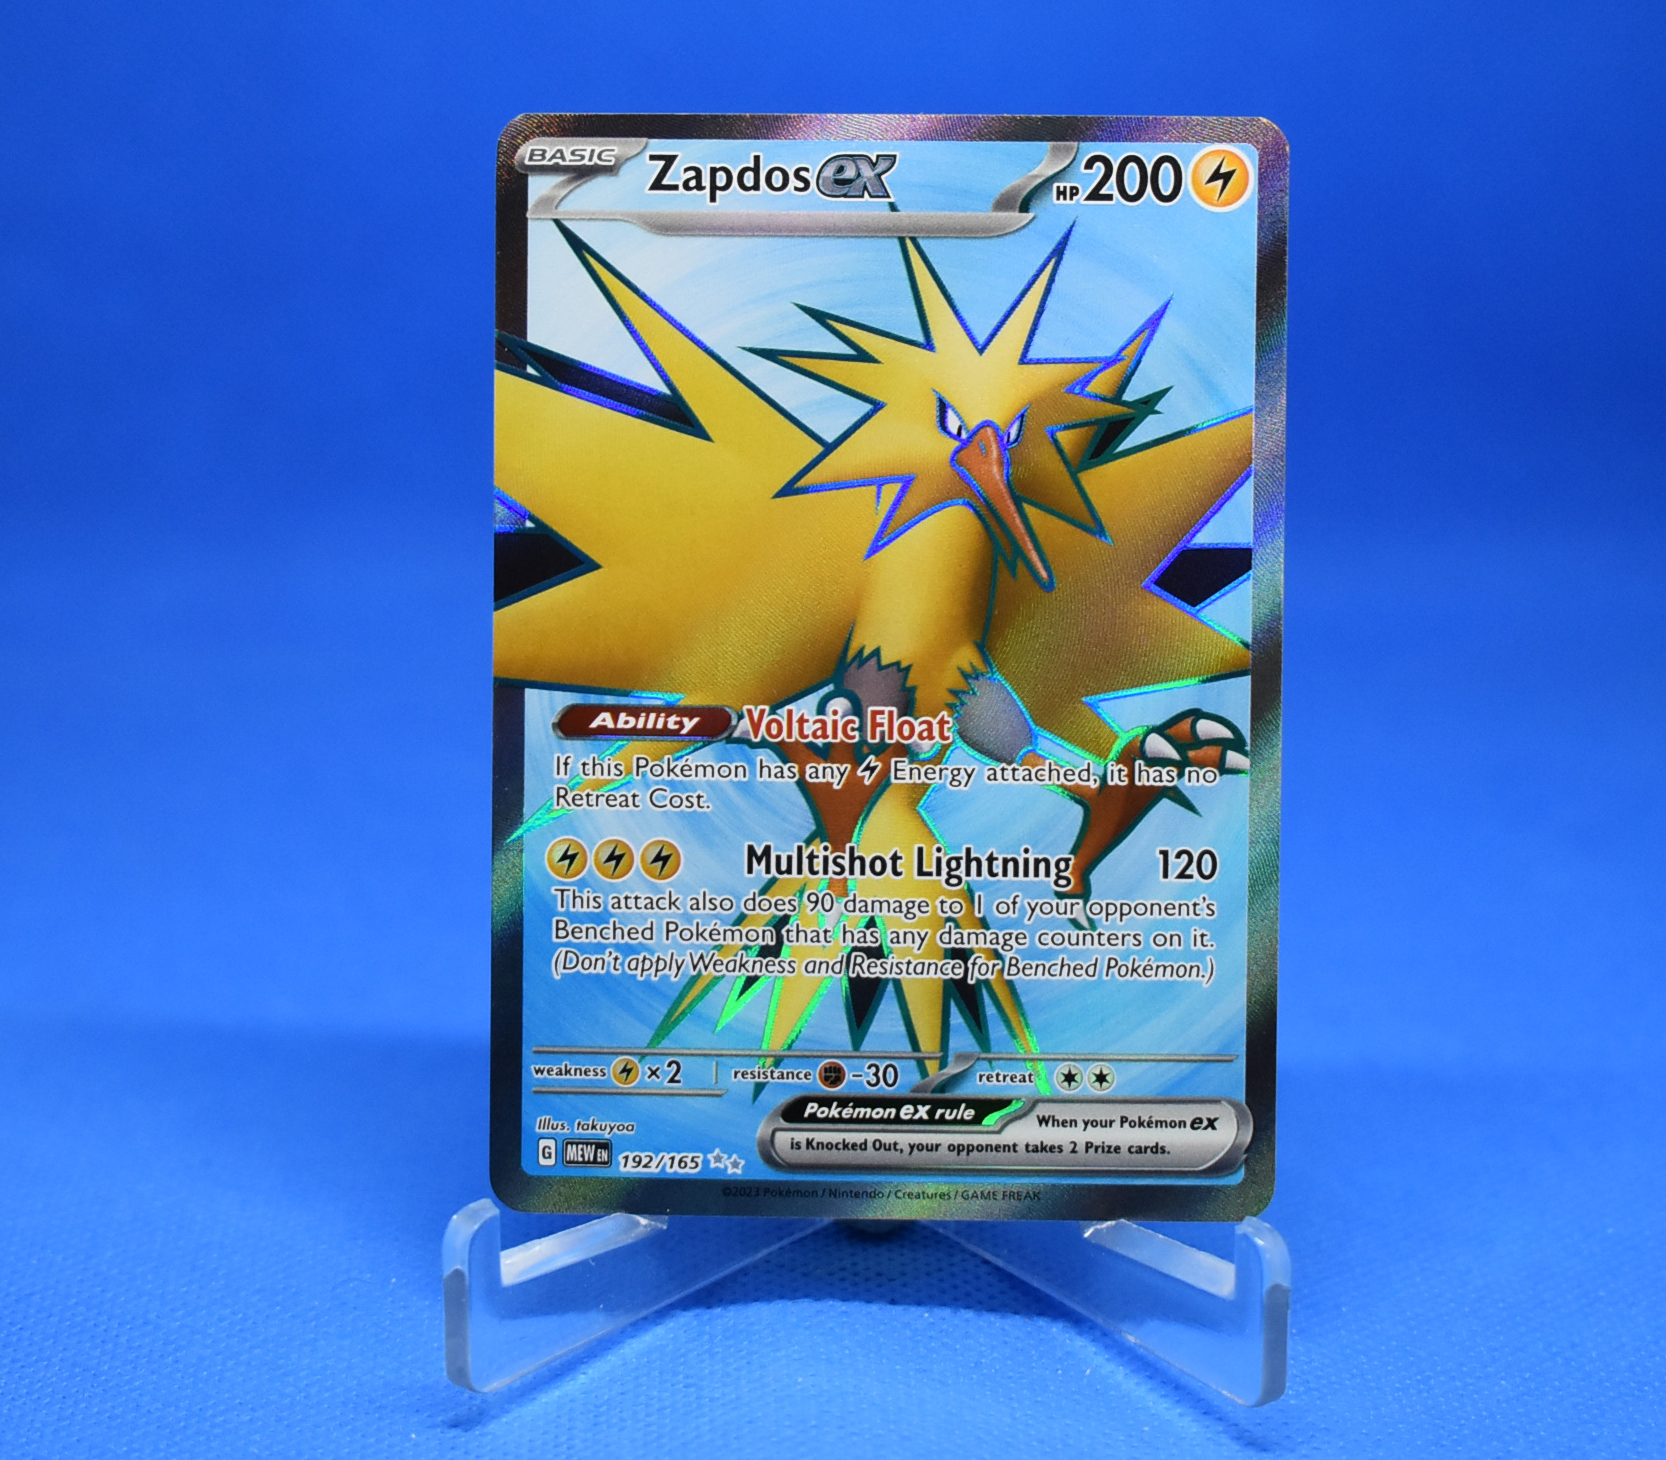 BASIC Zapdos ex HP 200
Ability Voltaic Float
If this Pokémon has any Energy attached, it has no
Retreat Cost.
Multishot Lightning 120
This attack also does 90 damage to 1 of your opponent's
Benched Pokémon that has any damage counters on it.
(Don't apply Weakness and Resistance for Benched Pokémon.)
weakness ×2 resistance -30 retreat
Pokémon ex rule When your Pokémon ex
is Knocked Out, your opponent takes 2 Prize cards.
Illus. takuyoa
G MEW EN 192/165
©2023 Pokémon / Nintendo / Creatures / GAME FREAK